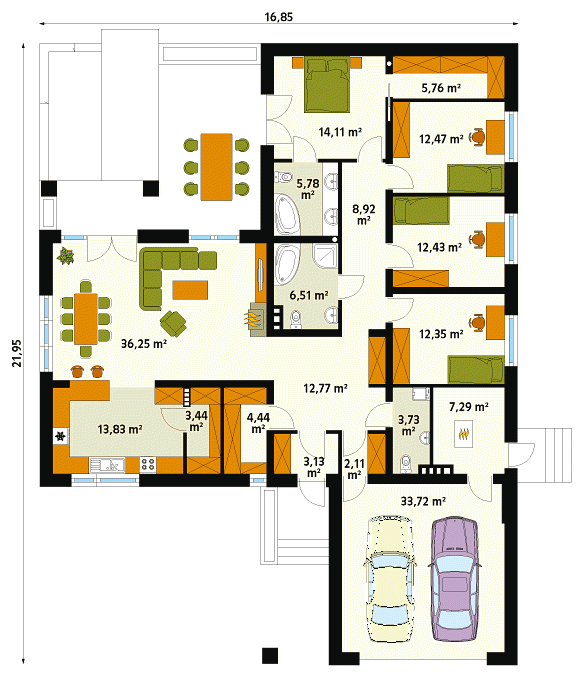 16,85
5,76 m²
14,11 m²
12,47 m²
5,78
m²
8,92
m²
12,43 m²
6,51 m²
21,95
36,25 m²
12,35 m²
12,77 m²
13,83 m²
3,44
m²
4,44
m²
3,73
m²
7,29 m²
3,13
m²
2,11
m²
33,72 m²